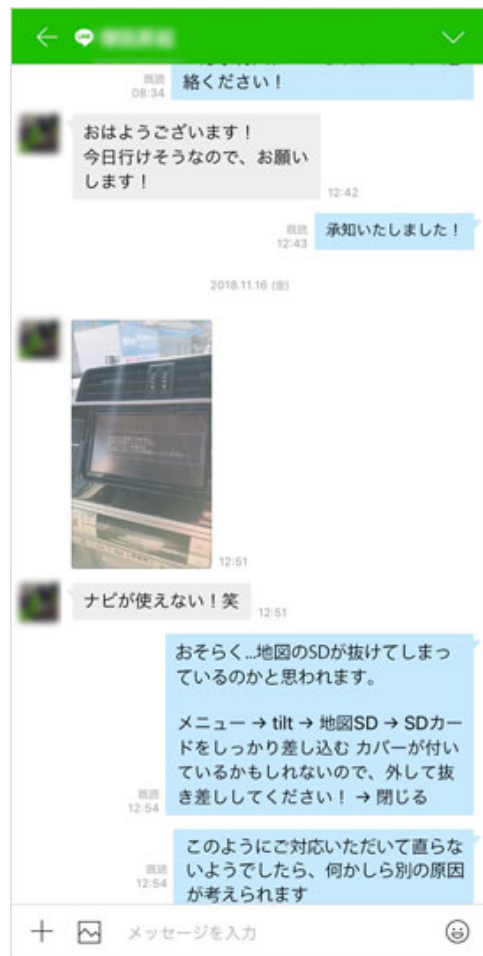 LINE
絡ください！
既読
08:34
おはようございます！
今日行けそうなので、お願い
します！
12:42
承知いたしました！
既読
12:43
2018.11.16 (金)
12:51
ナビが使えない！笑
12:51
おそらく...地図のSDが抜けてしまっ
ているのかと思われます。
メニュー → tilt → 地図SD → SDカー
ドをしっかり差し込む カバーが付い
ているかもしれないので、外して抜
き差ししてください！ → 閉じる
既読
12:54
このようにご対応いただいて直らな
いようでしたら、何かしら別の原因
が考えられます
既読
12:54
メッセージを入力